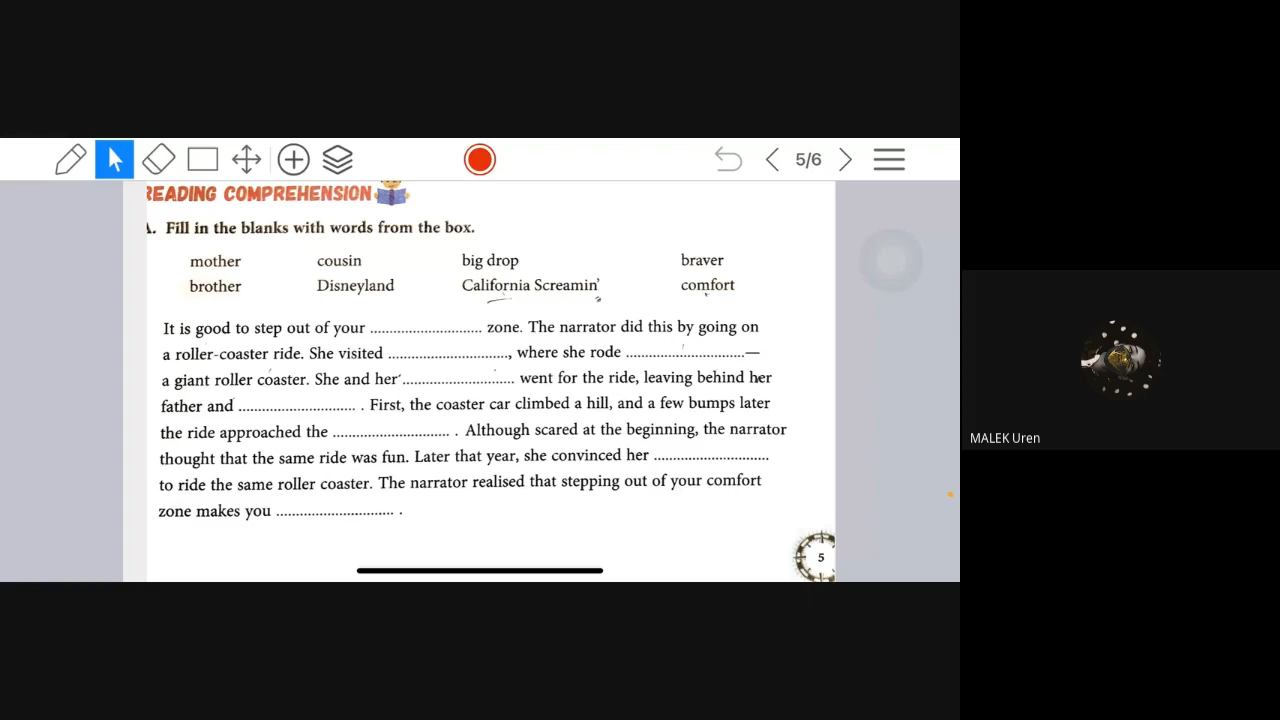 5/6
READING COMPREHENSION
A. Fill in the blanks with words from the box.
mother cousin big drop braver
brother Disneyland California Screamin' comfort
It is good to step out of your .............................. zone. The narrator did this by going on
a roller-coaster ride. She visited ..............................., where she rode ..............................—
a giant roller coaster. She and her .............................. went for the ride, leaving behind her
father and .............................. . First, the coaster car climbed a hill, and a few bumps later
the ride approached the .............................. . Although scared at the beginning, the narrator
thought that the same ride was fun. Later that year, she convinced her ..............................
to ride the same roller coaster. The narrator realised that stepping out of your comfort
zone makes you .............................. .
5
MALEK Uren